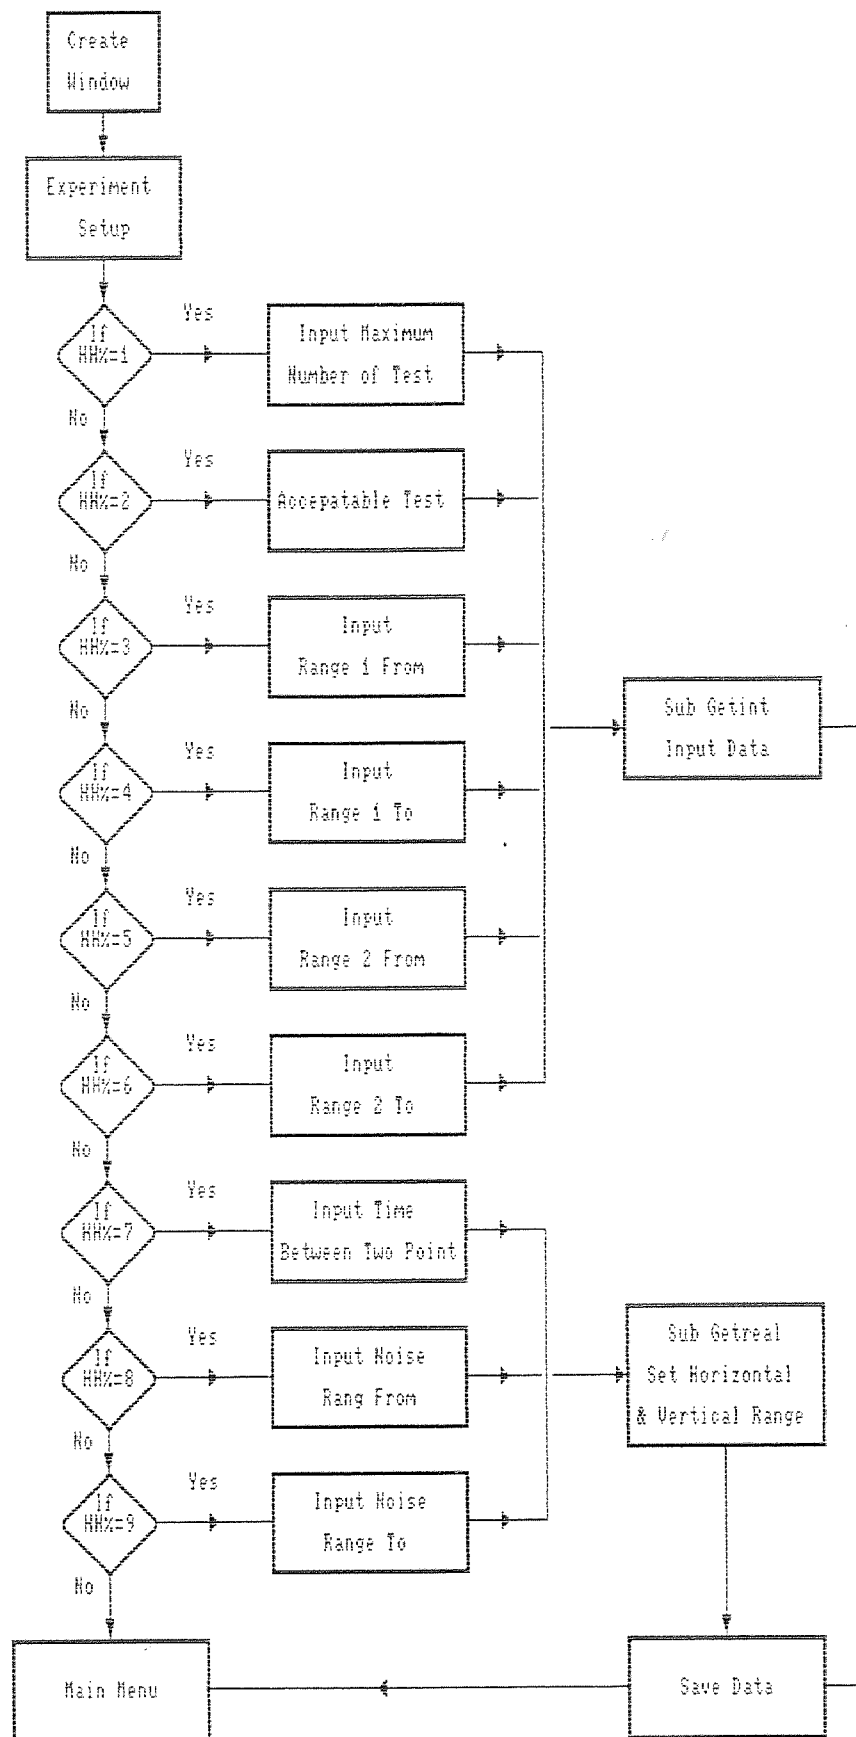 Create
Window
Experiment
Setup
If
HH%=1
Yes
Input Maximum
Number of Test
No
If
HH%=2
Yes
Accepatable Test
No
If
HH%=3
Yes
Input
Range 1 From
No
Sub Getint
Input Data
If
HH%=4
Yes
Input
Range 1 To
No
If
HH%=5
Yes
Input
Range 2 From
No
If
HH%=6
Yes
Input
Range 2 To
No
If
HH%=7
Yes
Input Time
Between Two Point
No
If
HH%=8
Yes
Input Noise
Rang From
Sub Getreal
Set Horizontal
& Vertical Range
No
If
HH%=9
Yes
Input Noise
Range To
No
Main Menu
Save Data